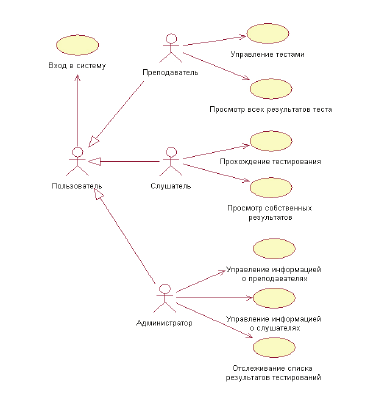 Управление тестами
Вход в систему
Преподаватель
Просмотр всех результатов теста
Прохождение тестирования
Пользователь
Слушатель
Просмотр собственных
результатов
Управление информацией
о преподавателях
Администратор
Управление информацией
о слушателях
Отслеживание списка
результатов тестирований